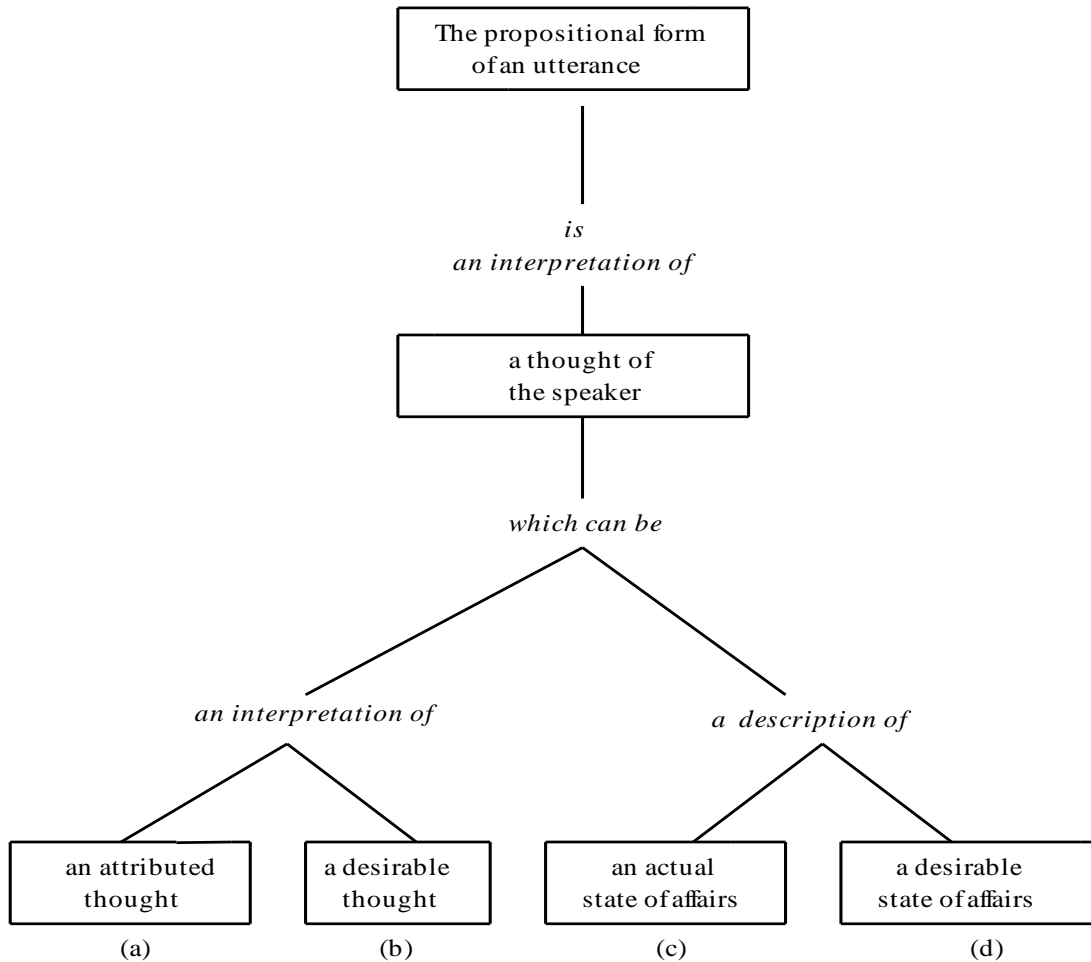 The propositional form
of an utterance
is
an interpretation of
a thought of
the speaker
which can be
an interpretation of
a description of
an attributed
thought
a desirable
thought
an actual
state of affairs
a desirable
state of affairs
(a)
(b)
(c)
(d)